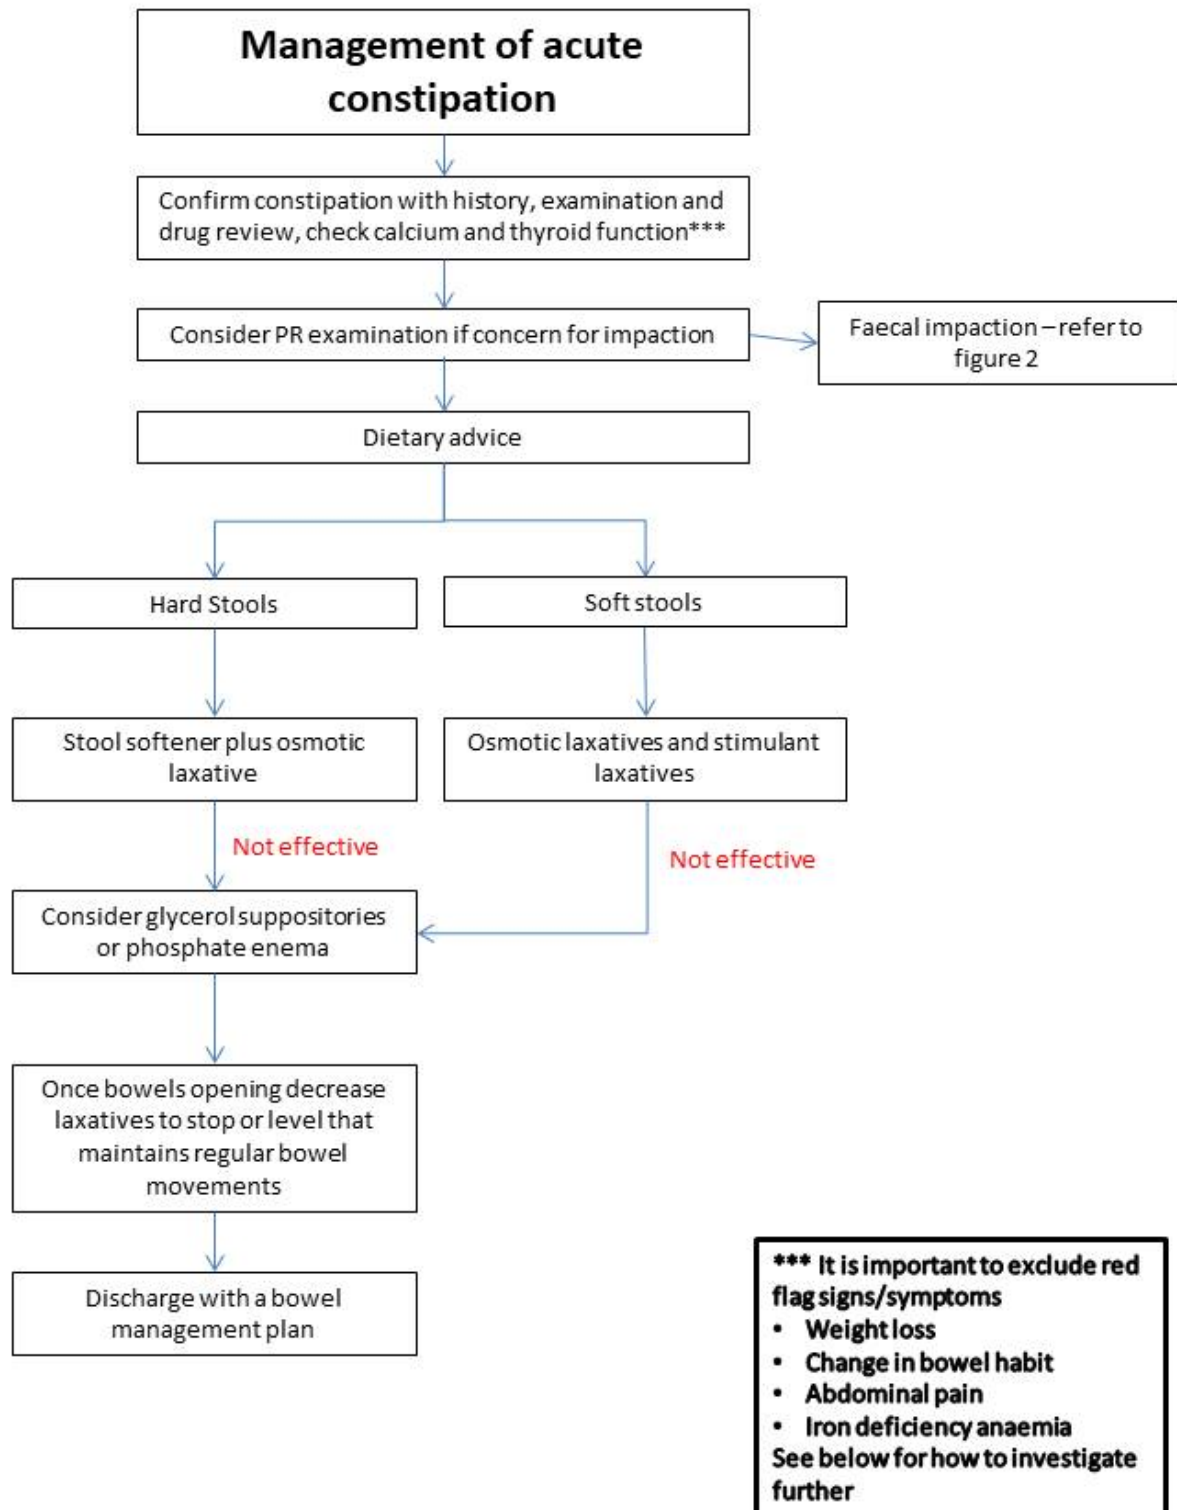 Management of acute
constipation
Confirm constipation with history, examination and
drug review, check calcium and thyroid function***
Consider PR examination if concern for impaction
Faecal impaction – refer to
figure 2
Dietary advice
Hard Stools
Soft stools
Stool softener plus osmotic
laxative
Osmotic laxatives and stimulant
laxatives
Not effective
Not effective
Consider glycerol suppositories
or phosphate enema
Once bowels opening decrease
laxatives to stop or level that
maintains regular bowel
movements
Discharge with a bowel
management plan
*** It is important to exclude red
flag signs/symptoms
• Weight loss
• Change in bowel habit
• Abdominal pain
• Iron deficiency anaemia
See below for how to investigate
further